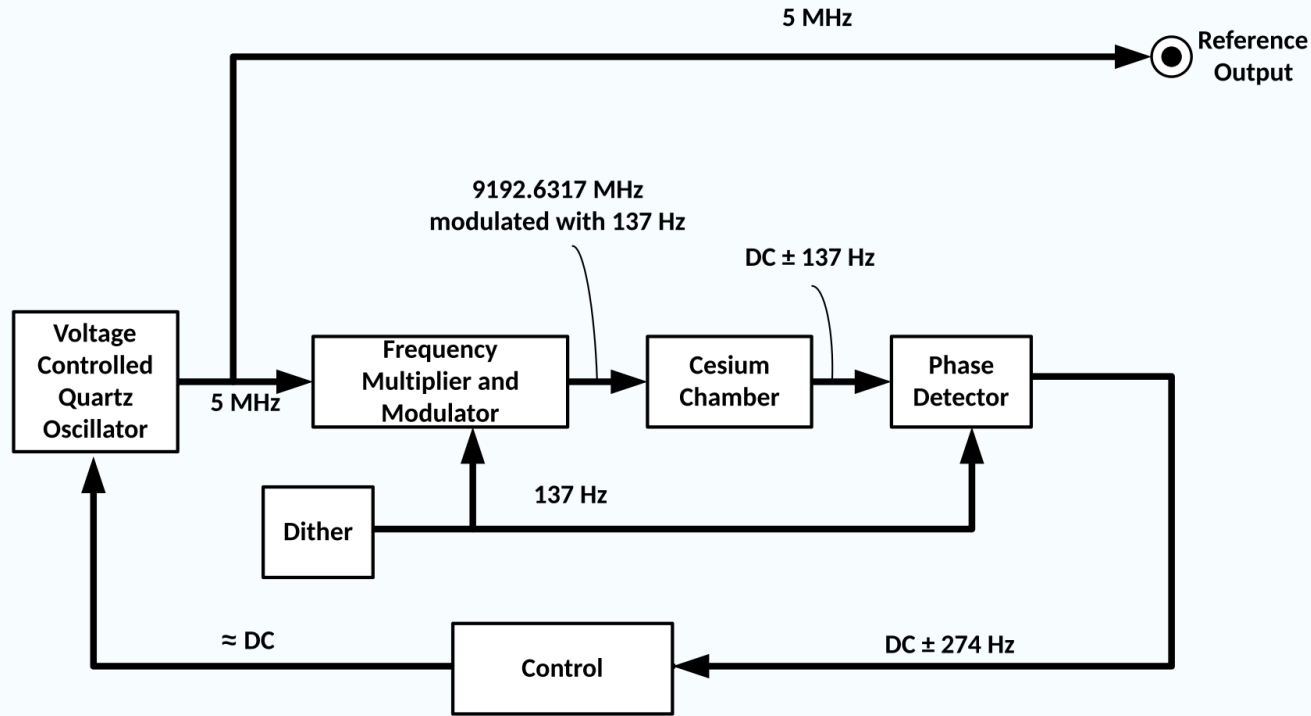 5 MHz
Reference
Output
9192.6317 MHz
modulated with 137 Hz
DC ± 137 Hz
Voltage
Controlled
Quartz
Oscillator
5 MHz
Frequency
Multiplier and
Modulator
Cesium
Chamber
Phase
Detector
Dither
137 Hz
≈ DC
Control
DC ± 274 Hz